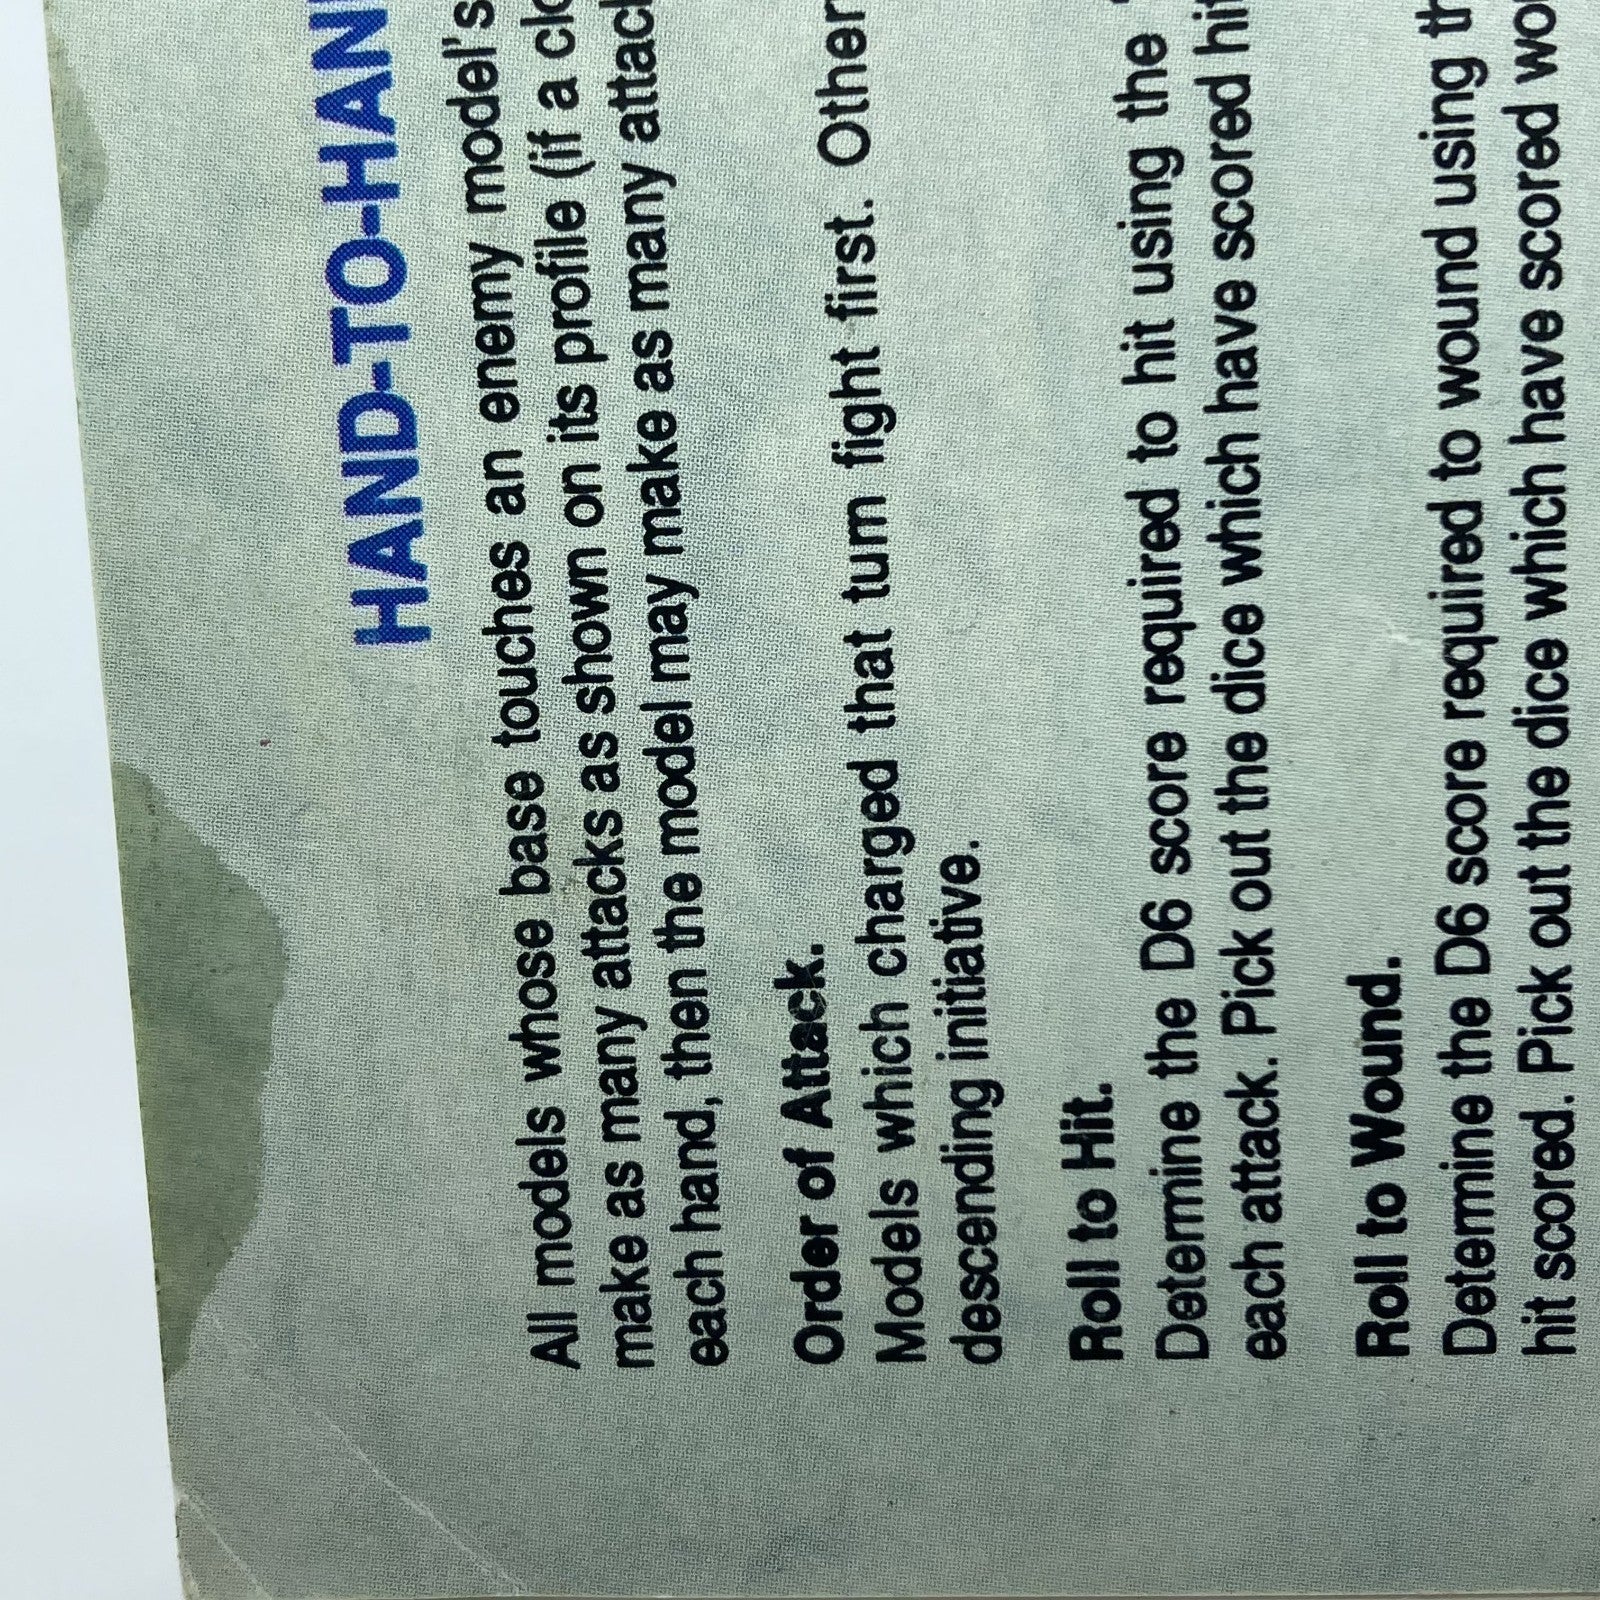 HAND-TO-HAN
All models whose base touches an enemy model's
make as many attacks as shown on its profile (if a clo
each hand, then the model may make as many attack
Order of Attack.
Models which charged that turn fight first. Other
descending initiative.
Roll to Hit.
Determine the D6 score required to hit using the
each attack. Pick out the dice which have scored hit
Roll to Wound.
Determine the D6 score required to wound using th
hit scored. Pick out the dice which have scored wo